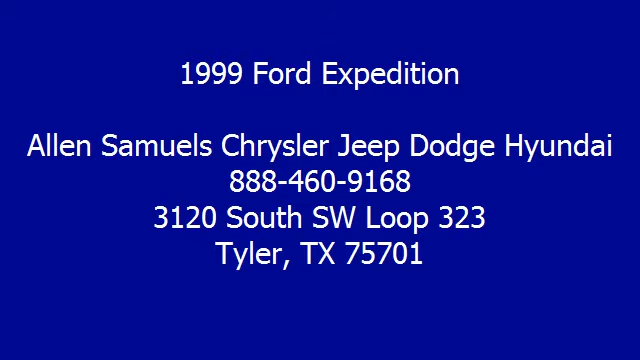 1999 Ford Expedition
Allen Samuels Chrysler Jeep Dodge Hyundai
888-460-9168
3120 South SW Loop 323
Tyler, TX 75701